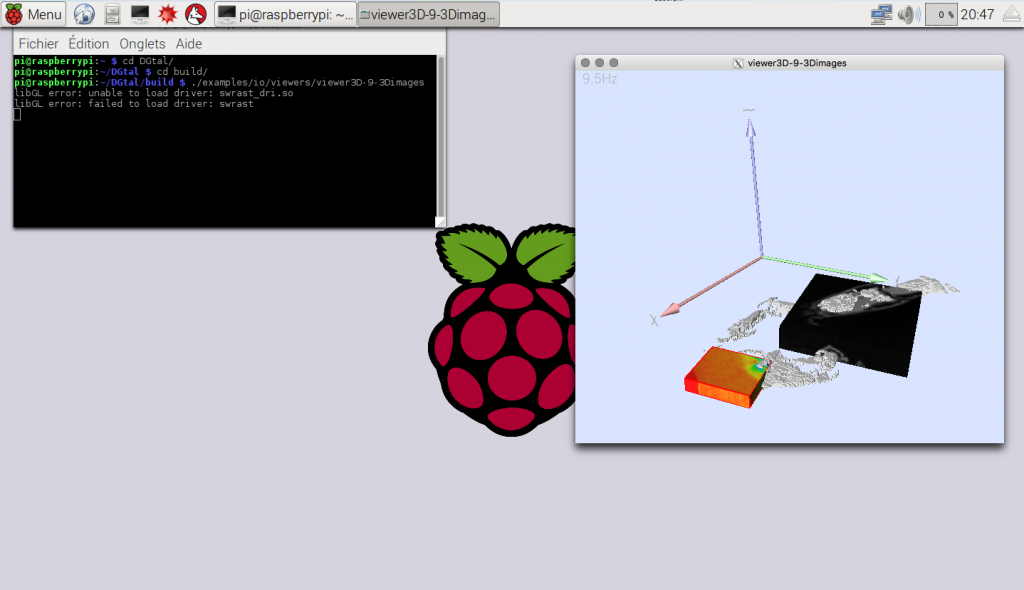 Menu
pi@raspberrypi: ~...
viewer3D-9-3Dimag...
0 %
20:47
Fichier Édition Onglets Aide
pi@raspberrypi:~ $ cd DGtal/
pi@raspberrypi:~/DGtal $ cd build/
pi@raspberrypi:~/DGtal/build $ ./examples/io/viewers/viewer3D-9-3Dimages
libGL error: unable to load driver: swrast_dri.so
libGL error: failed to load driver: swrast
viewer3D-9-3Dimages
9.5Hz
X